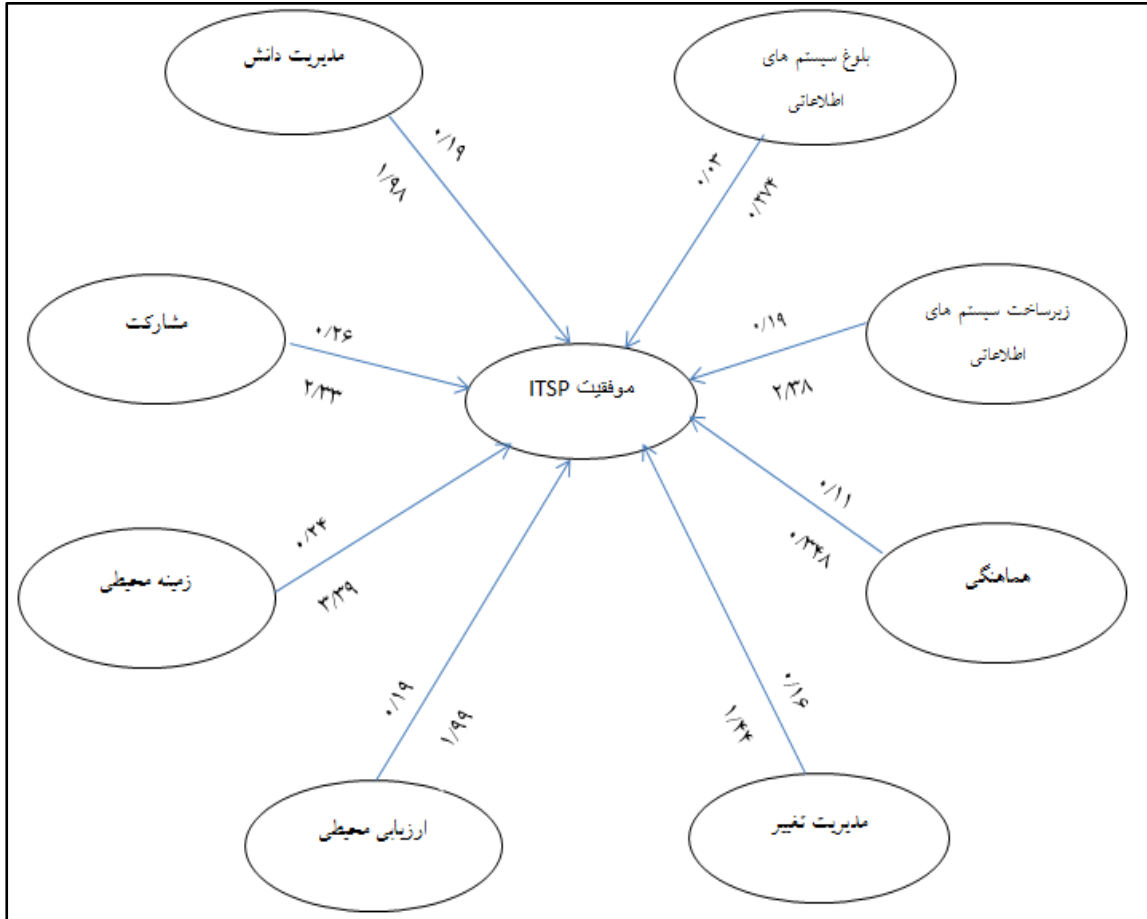 مدیریت دانش
بلوغ سیستم های
اطلاعاتی
۰/۱۹
۱/۹۸
۰/۰۳
۰/۲۷۴
مشارکت
زیرساخت سیستم های
اطلاعاتی
۰/۲۶
۲/۳۳
۰/۱۹
۲/۳۸
موفقیت ITSP
زمینه محیطی
۰/۲۴
۳/۳۹
۰/۱۱
۰/۳۴۸
هماهنگی
۰/۱۹
۱/۹۹
۰/۱۶
۱/۴۴
ارزیابی محیطی
مدیریت تغییر